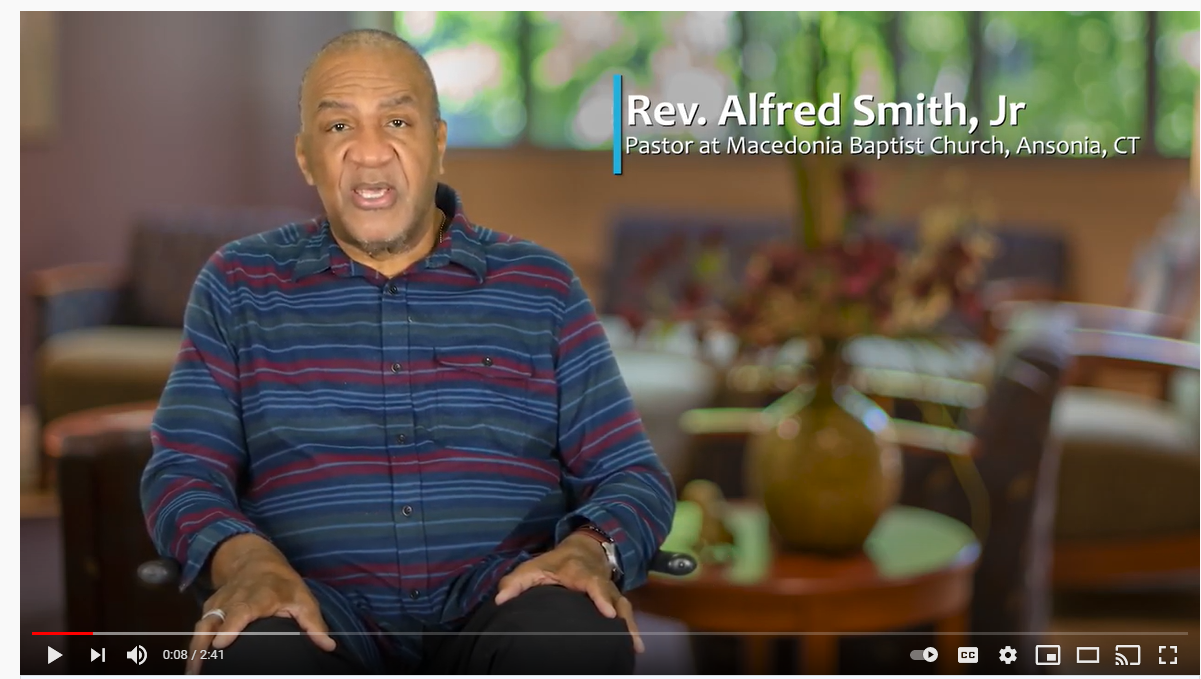 Rev. Alfred Smith, Jr
Pastor at Macedonia Baptist Church, Ansonia, CT
0:08 / 2:41
CC